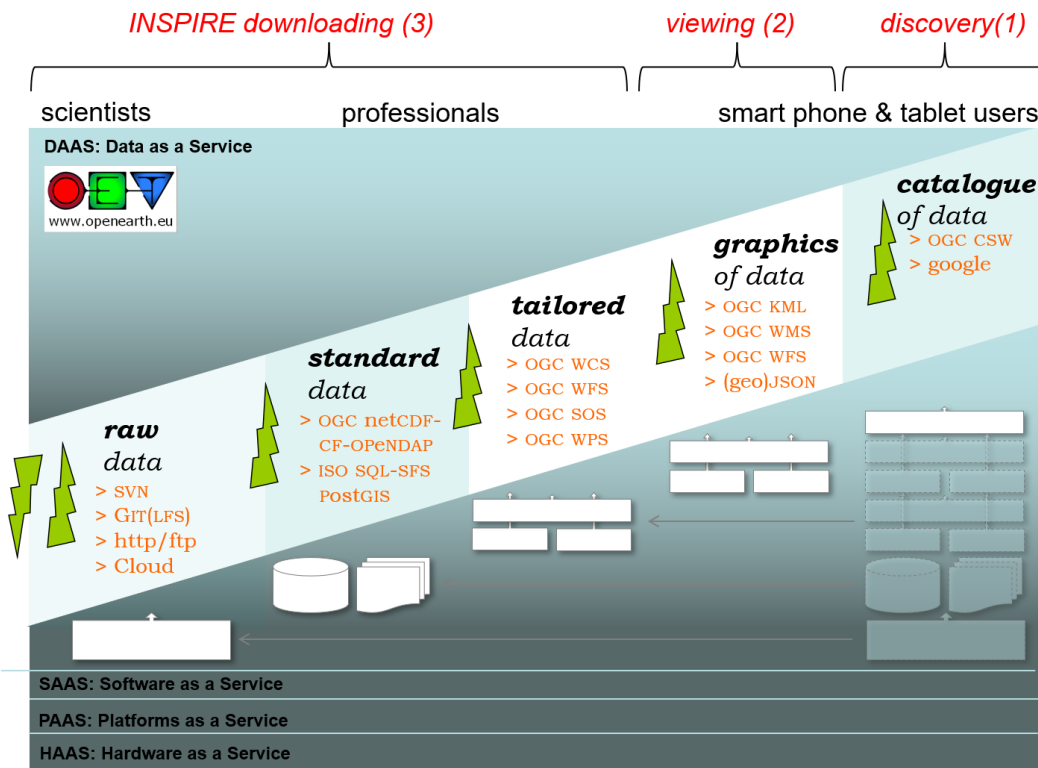 INSPIRE downloading (3)
viewing (2)
discovery(1)
scientists
professionals
smart phone & tablet users
DAAS: Data as a Service
OET
www.openearth.eu
raw
data
> SVN
> GIT(LFS)
> http/ftp
> Cloud
standard
data
> OGC netCDF-
CF-OPeNDAP
> ISO SQL-SFS
PostGIS
tailored
data
> OGC WCS
> OGC WFS
> OGC SOS
> OGC WPS
graphics
of data
> OGC KML
> OGC WMS
> OGC WFS
> (geo)JSON
catalogue
of data
> OGC CSW
> google
SAAS: Software as a Service
PAAS: Platforms as a Service
HAAS: Hardware as a Service